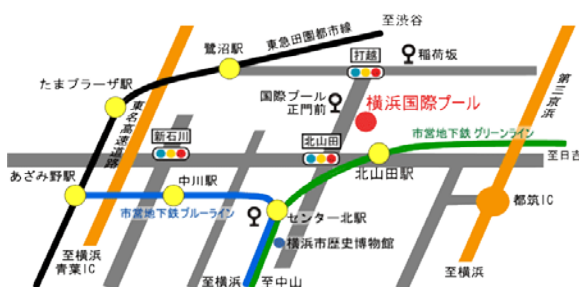 至渋谷
東急田園都市線
鷺沼駅
打越
稲荷坂
たまプラーザ駅
国際プール
正門前
横浜国際プール
第三京浜
東名高速道路
新石川
北山田
市営地下鉄 グリーンライン
至日吉
あざみ野駅
中川駅
北山田駅
市営地下鉄ブルーライン
センター北駅
都筑IC
横浜市歴史博物館
至横浜
青葉IC
至横浜
至中山
至横浜